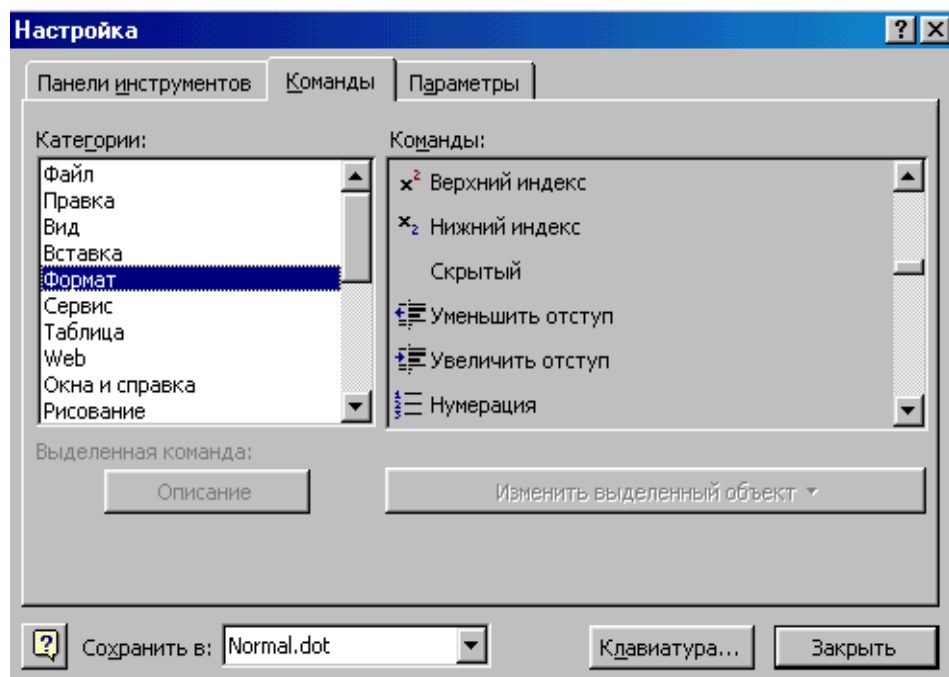 Настройка
Панели инструментов
Команды
Параметры
Категории:
Файл
Правка
Вид
Вставка
Формат
Сервис
Таблица
Web
Окна и справка
Рисование
Команды:
x² Верхний индекс
x₂ Нижний индекс
Скрытый
Уменьшить отступ
Увеличить отступ
Нумерация
Выделенная команда:
Описание
Изменить выделенный объект
Сохранить в: Normal.dot
Клавиатура...
Закрыть